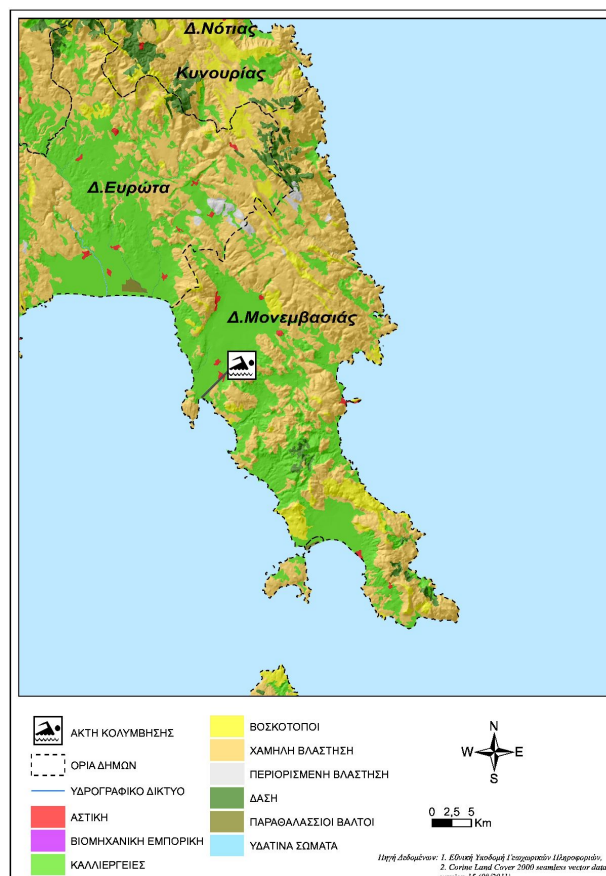 Δ.Νότιας
Κυνουρίας
Δ.Ευρώτα
Δ.Μονεμβασιάς
ΑΚΤΗ ΚΟΛΥΜΒΗΣΗΣ
ΟΡΙΑ ΔΗΜΩΝ
ΥΔΡΟΓΡΑΦΙΚΟ ΔΙΚΤΥΟ
ΑΣΤΙΚΗ
ΒΙΟΜΗΧΑΝΙΚΗ ΕΜΠΟΡΙΚΗ
ΚΑΛΛΙΕΡΓΕΙΕΣ
ΒΟΣΚΟΤΟΠΟΙ
ΧΑΜΗΛΗ ΒΛΑΣΤΗΣΗ
ΠΕΡΙΟΡΙΣΜΕΝΗ ΒΛΑΣΤΗΣΗ
ΔΑΣΗ
ΠΑΡΑΘΑΛΑΣΣΙΟΙ ΒΑΛΤΟΙ
ΥΔΑΤΙΝΑ ΣΩΜΑΤΑ
N
W E
S
0 2,5 5
Km
Πηγή Δεδομένων: 1. Εθνική Υποδομή Γεωχωρικών Πληροφοριών,
2. Corine Land Cover 2000 seamless vector data